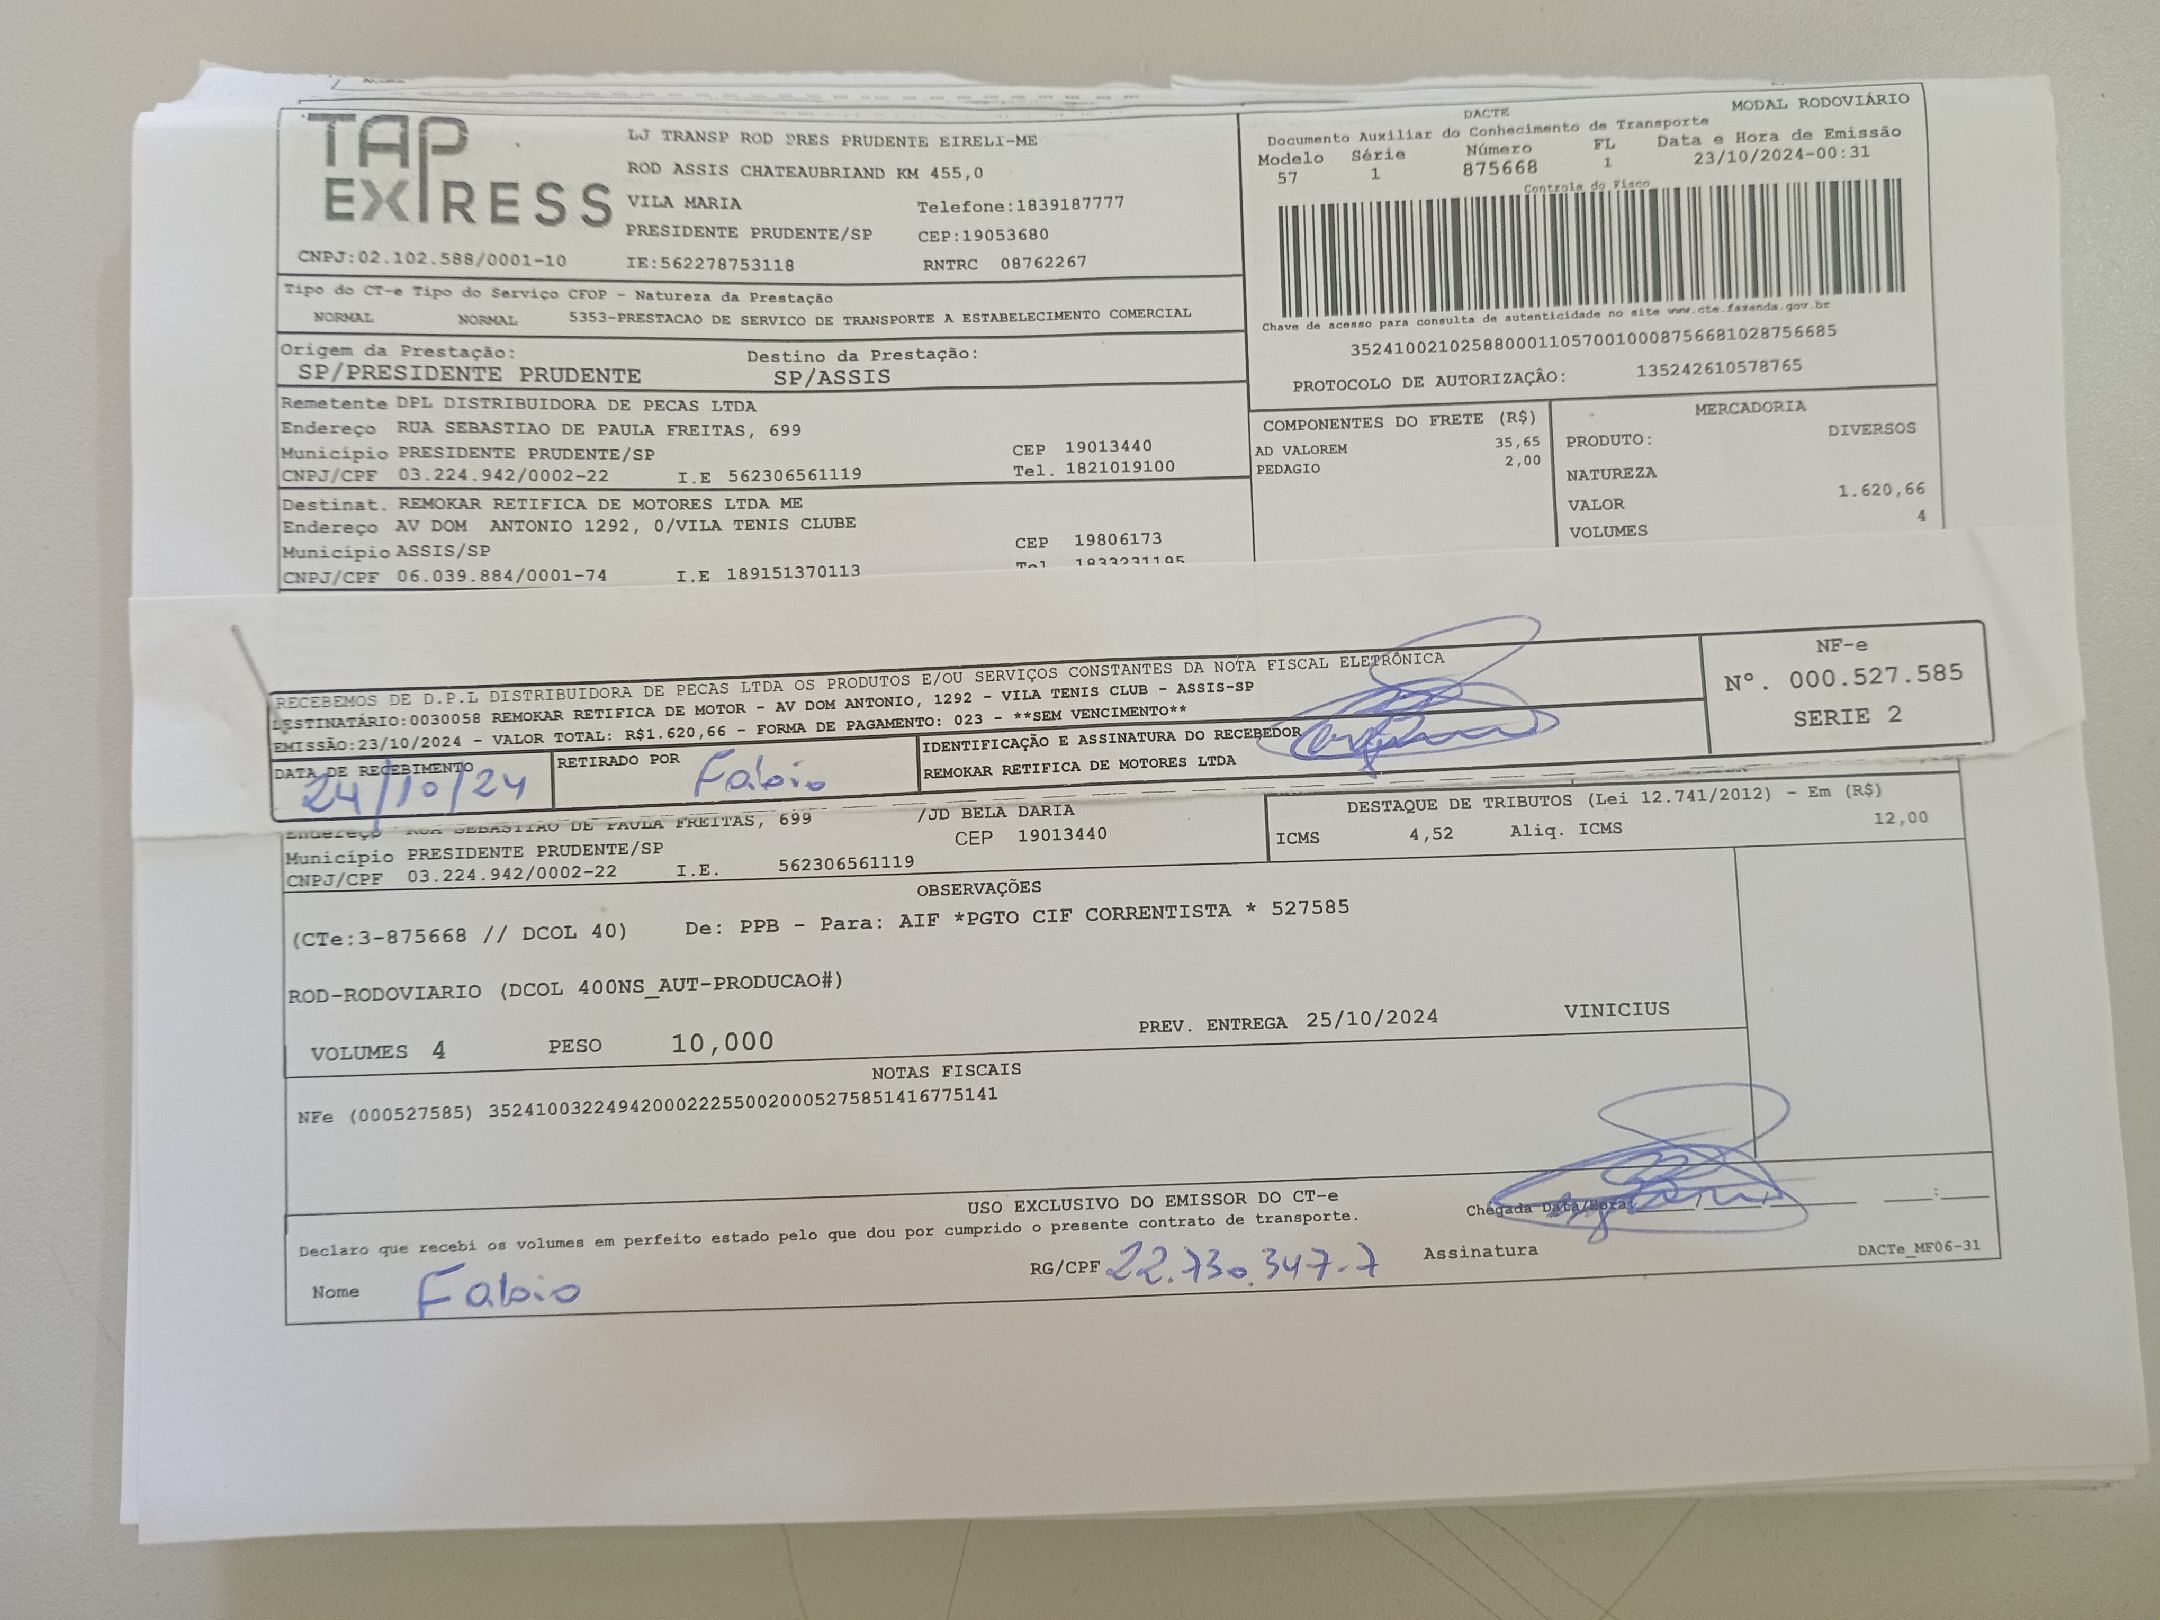 TAP
EXPRESS
LJ TRANSP ROD PRES PRUDENTE EIRELI-ME
ROD ASSIS CHATEAUBRIAND KM 455,0
VILA MARIA Telefone:1839187777
PRESIDENTE PRUDENTE/SP CEP:19053680
CNPJ:02.102.588/0001-10 IE:562278753118 RNTRC 08762267
DACTE MODAL RODOVIÁRIO
Documento Auxiliar do Conhecimento de Transporte
Modelo Série Número FL Data e Hora de Emissão
57 1 875668 1 23/10/2024-00:31
Controle do Fisco
Chave de acesso para consulta de autenticidade no site www.cte.fazenda.gov.br
35241002102588000110570010008756681028756685
PROTOCOLO DE AUTORIZAÇÂO: 135242610578765
Tipo do CT-e Tipo do Serviço CFOP - Natureza da Prestação
NORMAL NORMAL 5353-PRESTACAO DE SERVICO DE TRANSPORTE A ESTABELECIMENTO COMERCIAL
Origem da Prestação: Destino da Prestação:
SP/PRESIDENTE PRUDENTE SP/ASSIS
Remetente DPL DISTRIBUIDORA DE PECAS LTDA
Endereço RUA SEBASTIAO DE PAULA FREITAS, 699
Município PRESIDENTE PRUDENTE/SP CEP 19013440
CNPJ/CPF 03.224.942/0002-22 I.E 562306561119 Tel. 1821019100
Destinat. REMOKAR RETIFICA DE MOTORES LTDA ME
Endereço AV DOM ANTONIO 1292, 0/VILA TENIS CLUBE
Município ASSIS/SP CEP 19806173
CNPJ/CPF 06.039.884/0001-74 I.E 189151370113 Tel 1833231195
COMPONENTES DO FRETE (R$)
AD VALOREM 35,65
PEDAGIO 2,00
MERCADORIA
PRODUTO: DIVERSOS
NATUREZA
VALOR 1.620,66
VOLUMES 4
RECEBEMOS DE D.P.L DISTRIBUIDORA DE PECAS LTDA OS PRODUTOS E/OU SERVIÇOS CONSTANTES DA NOTA FISCAL ELETRÔNICA
DESTINATÁRIO:0030058 REMOKAR RETIFICA DE MOTOR - AV DOM ANTONIO, 1292 - VILA TENIS CLUB - ASSIS-SP
EMISSÃO:23/10/2024 - VALOR TOTAL: R$1.620,66 - FORMA DE PAGAMENTO: 023 - **SEM VENCIMENTO**
NF-e
Nº. 000.527.585
SERIE 2
DATA DE RECEBIMENTO RETIRADO POR IDENTIFICAÇÃO E ASSINATURA DO RECEBEDOR
24/10/24 Fabio REMOKAR RETIFICA DE MOTORES LTDA
Endereço RUA SEBASTIAO DE PAULA FREITAS, 699 /JD BELA DARIA
Município PRESIDENTE PRUDENTE/SP CEP 19013440
CNPJ/CPF 03.224.942/0002-22 I.E. 562306561119
DESTAQUE DE TRIBUTOS (Lei 12.741/2012) - Em (R$)
ICMS 4,52 Aliq. ICMS 12,00
OBSERVAÇÕES
(CTe:3-875668 // DCOL 40) De: PPB - Para: AIF *PGTO CIF CORRENTISTA * 527585
ROD-RODOVIARIO (DCOL 400NS_AUT-PRODUCAO#)
VOLUMES 4 PESO 10,000 PREV. ENTREGA 25/10/2024 VINICIUS
NOTAS FISCAIS
NFe (000527585) 35241003224942000222550020005275851416775141
USO EXCLUSIVO DO EMISSOR DO CT-e
Declaro que recebi os volumes em perfeito estado pelo que dou por cumprido o presente contrato de transporte.
Chegada Data/Hora
Nome Fabio RG/CPF 22.730.347-7 Assinatura DACTe_MF06-31